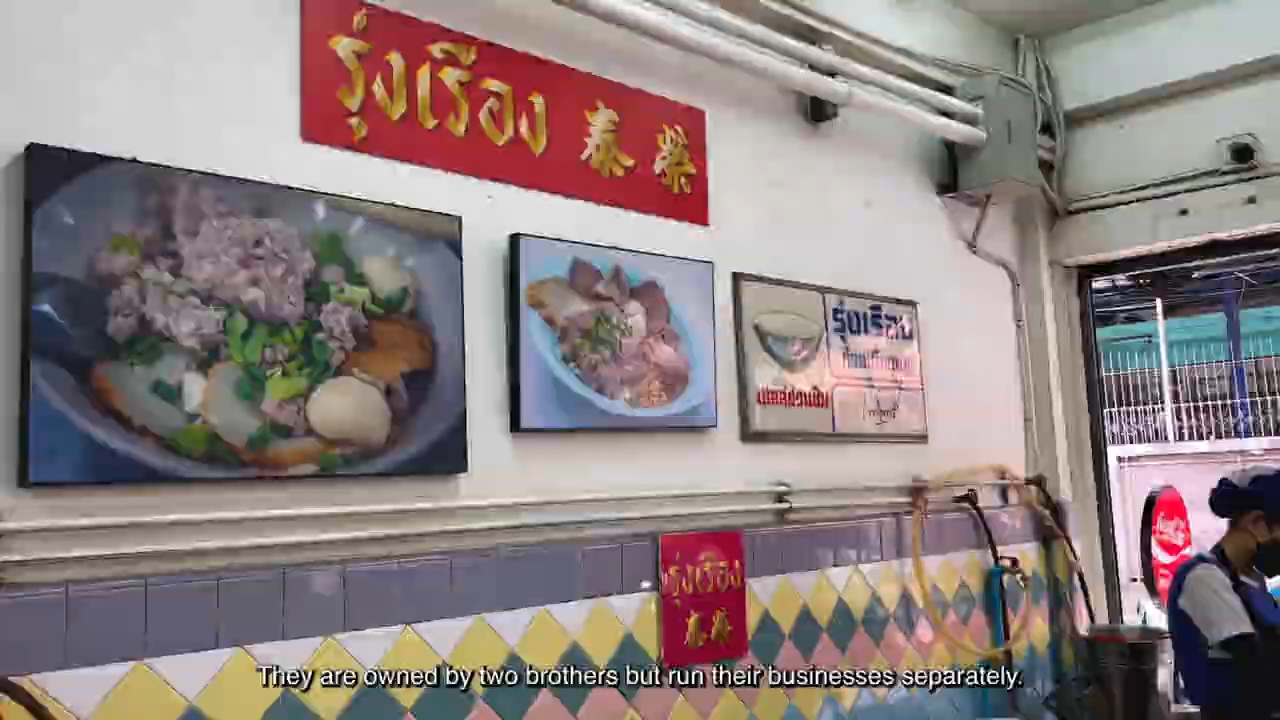 รุ่งเรือง 泰 榮
รุ่งเรือง
รุ่งเรือง
泰 榮
They are owned by two brothers but run their businesses separately.